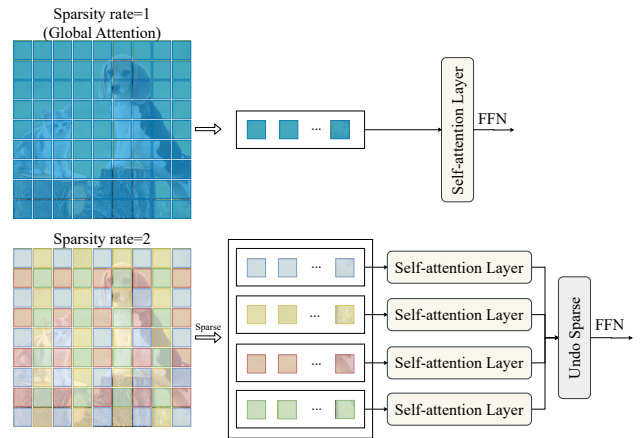 Sparsity rate=1
(Global Attention)
...
Self-attention Layer
FFN
Sparsity rate=2
Sparse
...
Self-attention Layer
...
Self-attention Layer
...
Self-attention Layer
...
Self-attention Layer
Undo Sparse
FFN